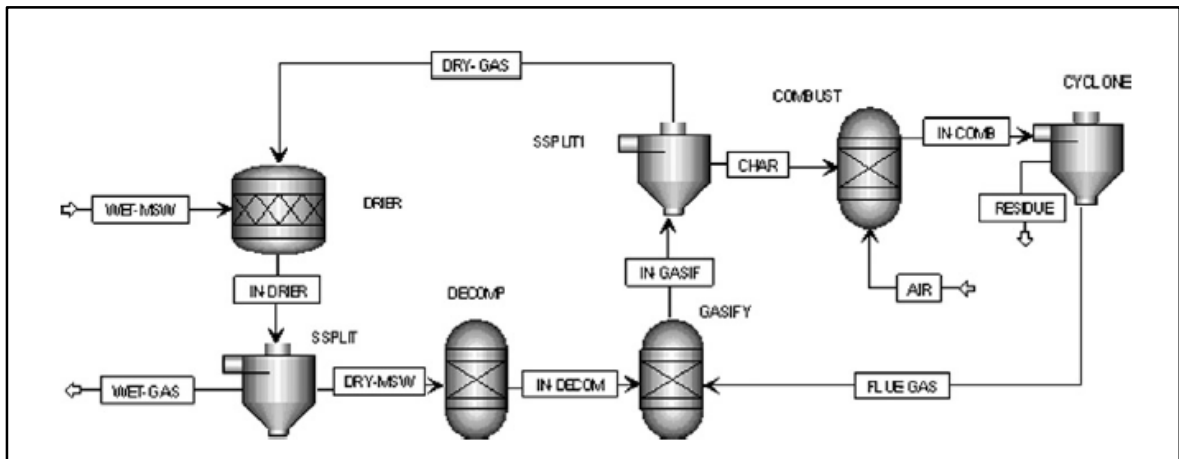 DRY-GAS
CYCLONE
COMBUST
SSPLIT1
IN-COMB
CHAR
WET-MSW
DRIER
RESIDUE
IN-GASIF
IN-DRIER
DECOMP
AIR
GASIFY
SSPLIT
WET-GAS
DRY-MSW
IN-DECOM
FLUE GAS